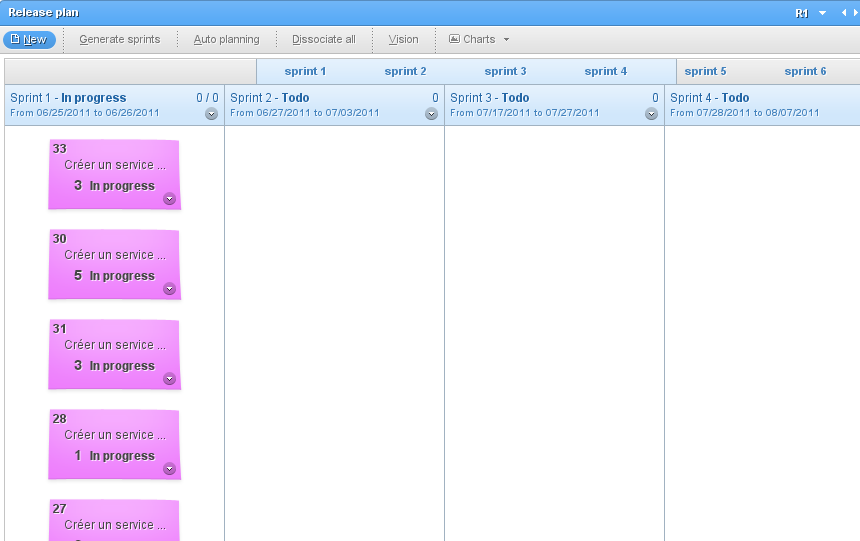 Release plan
R1
New
Generate sprints
Auto planning
Dissociate all
Vision
Charts
sprint 1
sprint 2
sprint 3
sprint 4
sprint 5
sprint 6
Sprint 1 - In progress
0 / 0
From 06/25/2011 to 06/26/2011
Sprint 2 - Todo
0
From 06/27/2011 to 07/03/2011
Sprint 3 - Todo
0
From 07/17/2011 to 07/27/2011
Sprint 4 - Todo
From 07/28/2011 to 08/07/2011
33
Créer un service ...
3 In progress
30
Créer un service ...
5 In progress
31
Créer un service ...
3 In progress
28
Créer un service ...
1 In progress
27
Créer un service ...